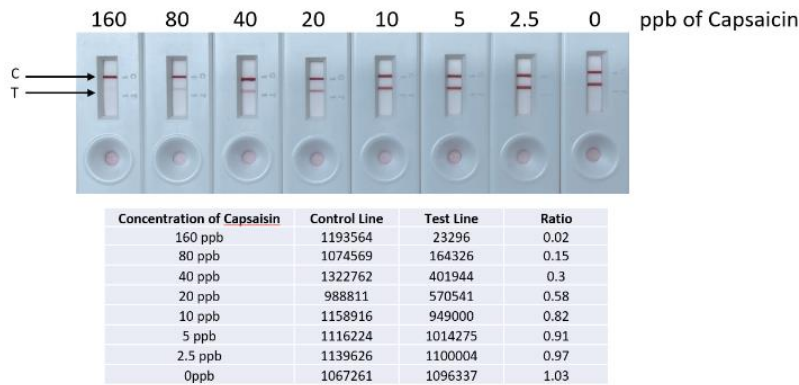 160 80 40 20 10 5 2.5 0 ppb of Capsaicin
C
T
Concentration of Capsaisin Control Line Test Line Ratio
160 ppb 1193564 23296 0.02
80 ppb 1074569 164326 0.15
40 ppb 1322762 401944 0.3
20 ppb 988811 570541 0.58
10 ppb 1158916 949000 0.82
5 ppb 1116224 1014275 0.91
2.5 ppb 1139626 1100004 0.97
0ppb 1067261 1096337 1.03